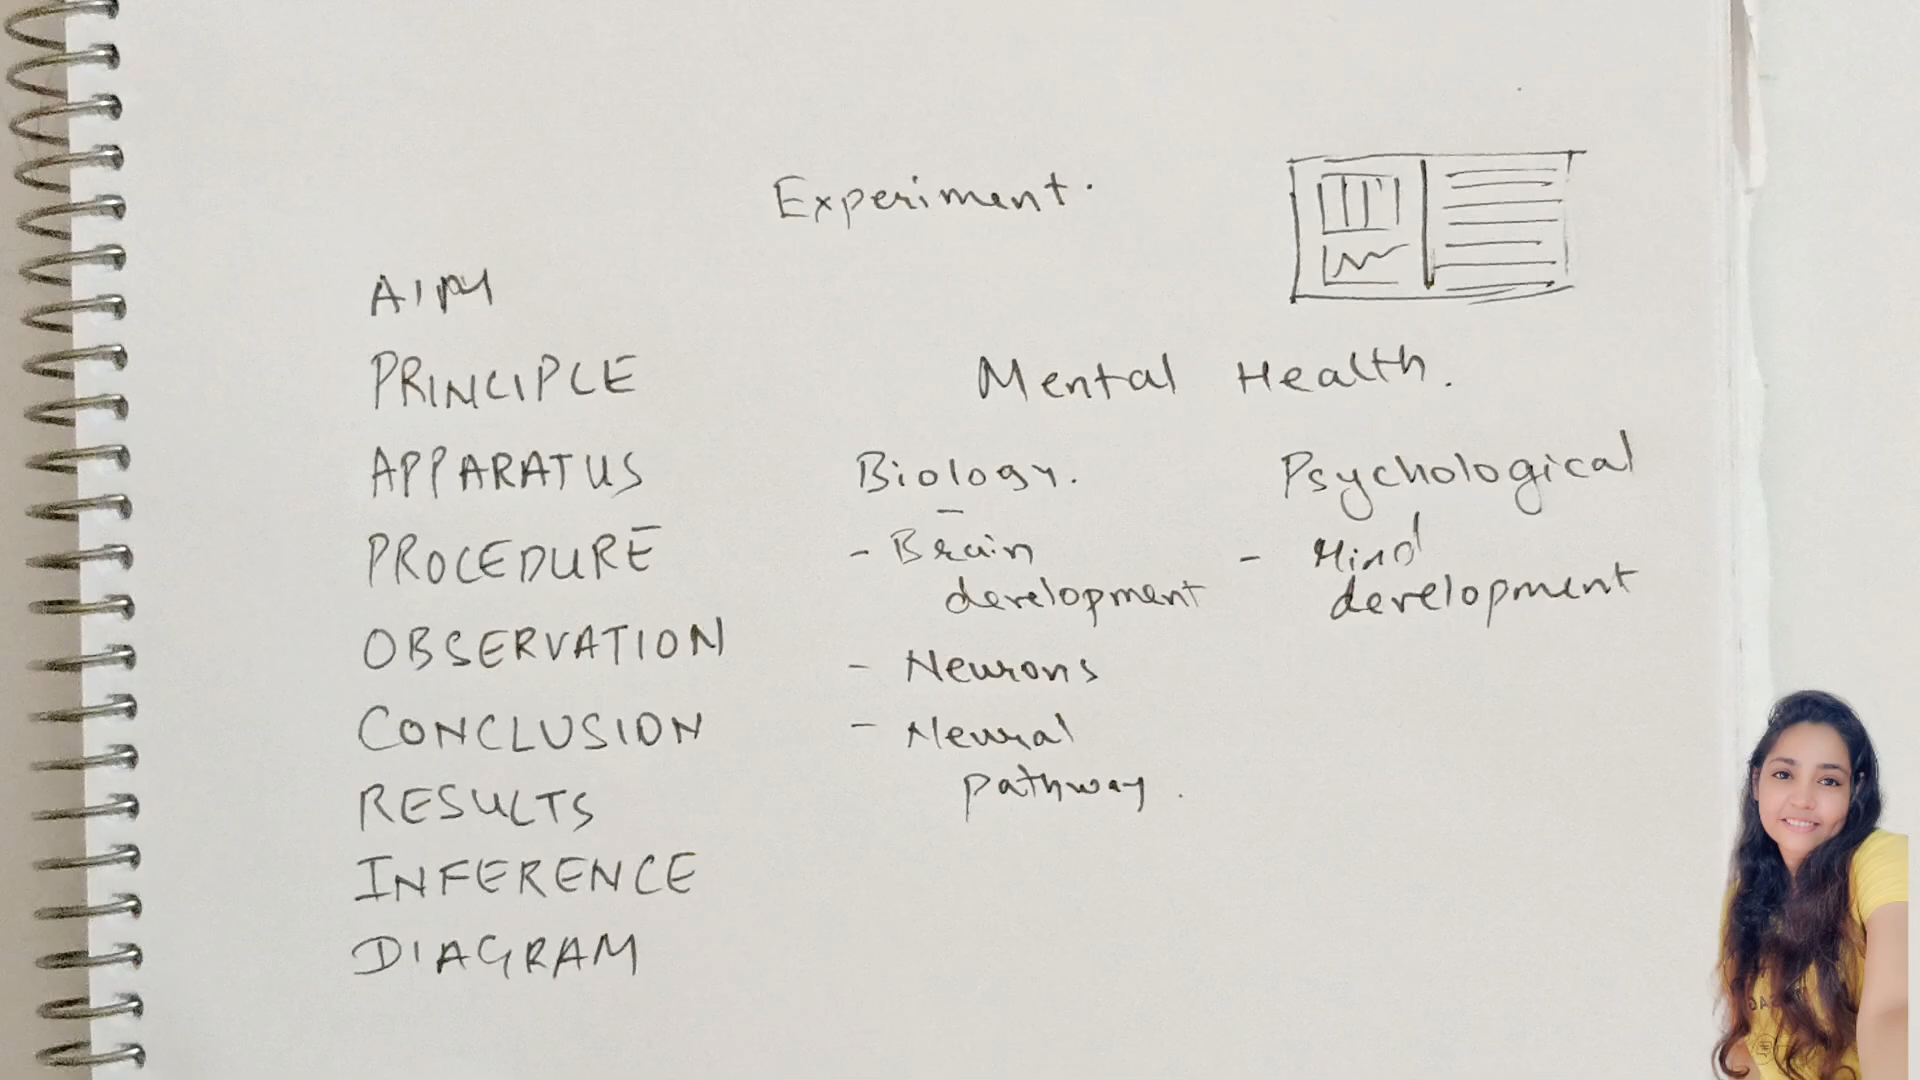 Experiment.
AIM
PRINCIPLE
APPARATUS
PROCEDURE
OBSERVATION
CONCLUSION
RESULTS
INFERENCE
DIAGRAM
Mental Health.
Biology.
- Brain
development
- Neurons
- Neural
pathway.
Psychological
- Mind
development